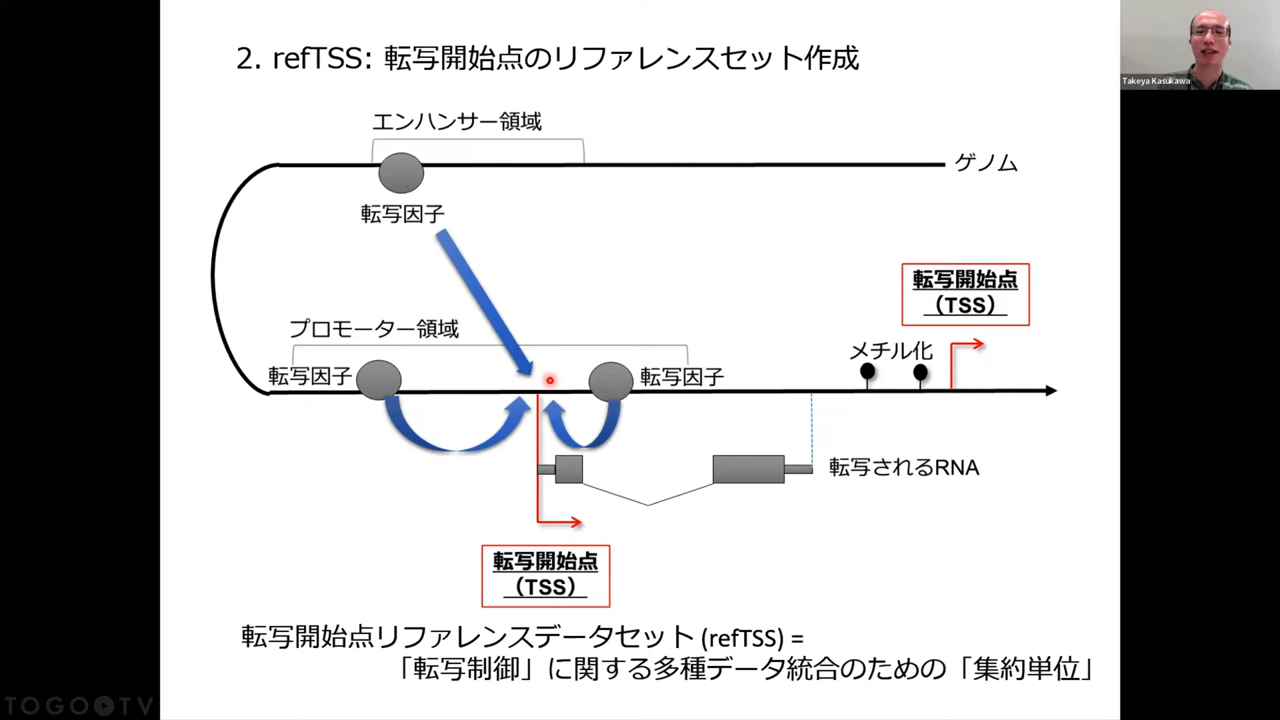 2. refTSS: 転写開始点のリファレンスセット作成
Takeya Kasukawa
エンハンサー領域
ゲノム
転写因子
転写開始点
（TSS）
プロモーター領域
メチル化
転写因子
転写因子
転写されるRNA
転写開始点
（TSS）
転写開始点リファレンスデータセット (refTSS) =
「転写制御」に関する多種データ統合のための「集約単位」
TOGO TV